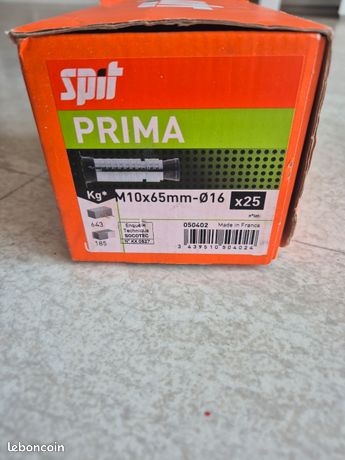 Spit
PRIMA
Kg*
M10x65mm-Ø16 x25
643
185
Enquête
Technique
SOCOTEC
050402 Made in France
3 439510 504024
leboncoin